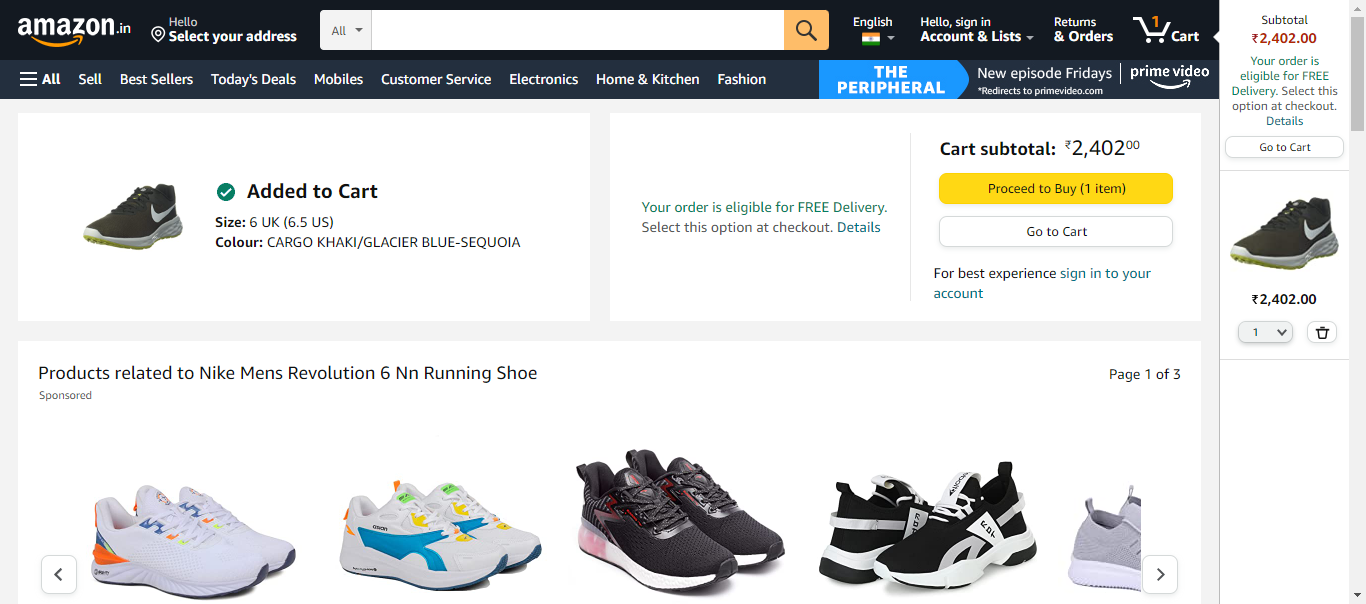 amazon.in
Hello
Select your address
All
English
Hello, sign in
Account & Lists
Returns
& Orders
1
Cart
All
Sell
Best Sellers
Today's Deals
Mobiles
Customer Service
Electronics
Home & Kitchen
Fashion
THE
PERIPHERAL
New episode Fridays
*Redirects to primevideo.com
prime video
Added to Cart
Size: 6 UK (6.5 US)
Colour: CARGO KHAKI/GLACIER BLUE-SEQUOIA
Your order is eligible for FREE Delivery.
Select this option at checkout. Details
Cart subtotal: ₹2,40200
Proceed to Buy (1 item)
Go to Cart
For best experience sign in to your
account
Products related to Nike Mens Revolution 6 Nn Running Shoe
Sponsored
Page 1 of 3
Subtotal
₹2,402.00
Your order is
eligible for FREE
Delivery. Select this
option at checkout.
Details
Go to Cart
₹2,402.00
1